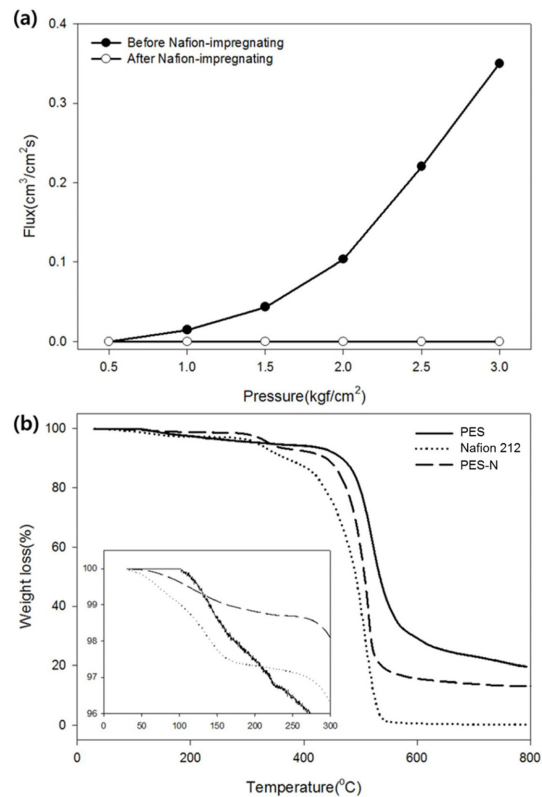 (a)
Before Nafion-impregnating
After Nafion-impregnating
Flux(cm³/cm²s)
0.4
0.3
0.2
0.1
0.0
0.5 1.0 1.5 2.0 2.5 3.0
Pressure(kgf/cm²)
(b)
PES
Nafion 212
PES-N
Weight loss(%)
100
80
60
40
20
0
100
99
98
97
96
0 50 100 150 200 250 300
0 200 400 600 800
Temperature(°C)